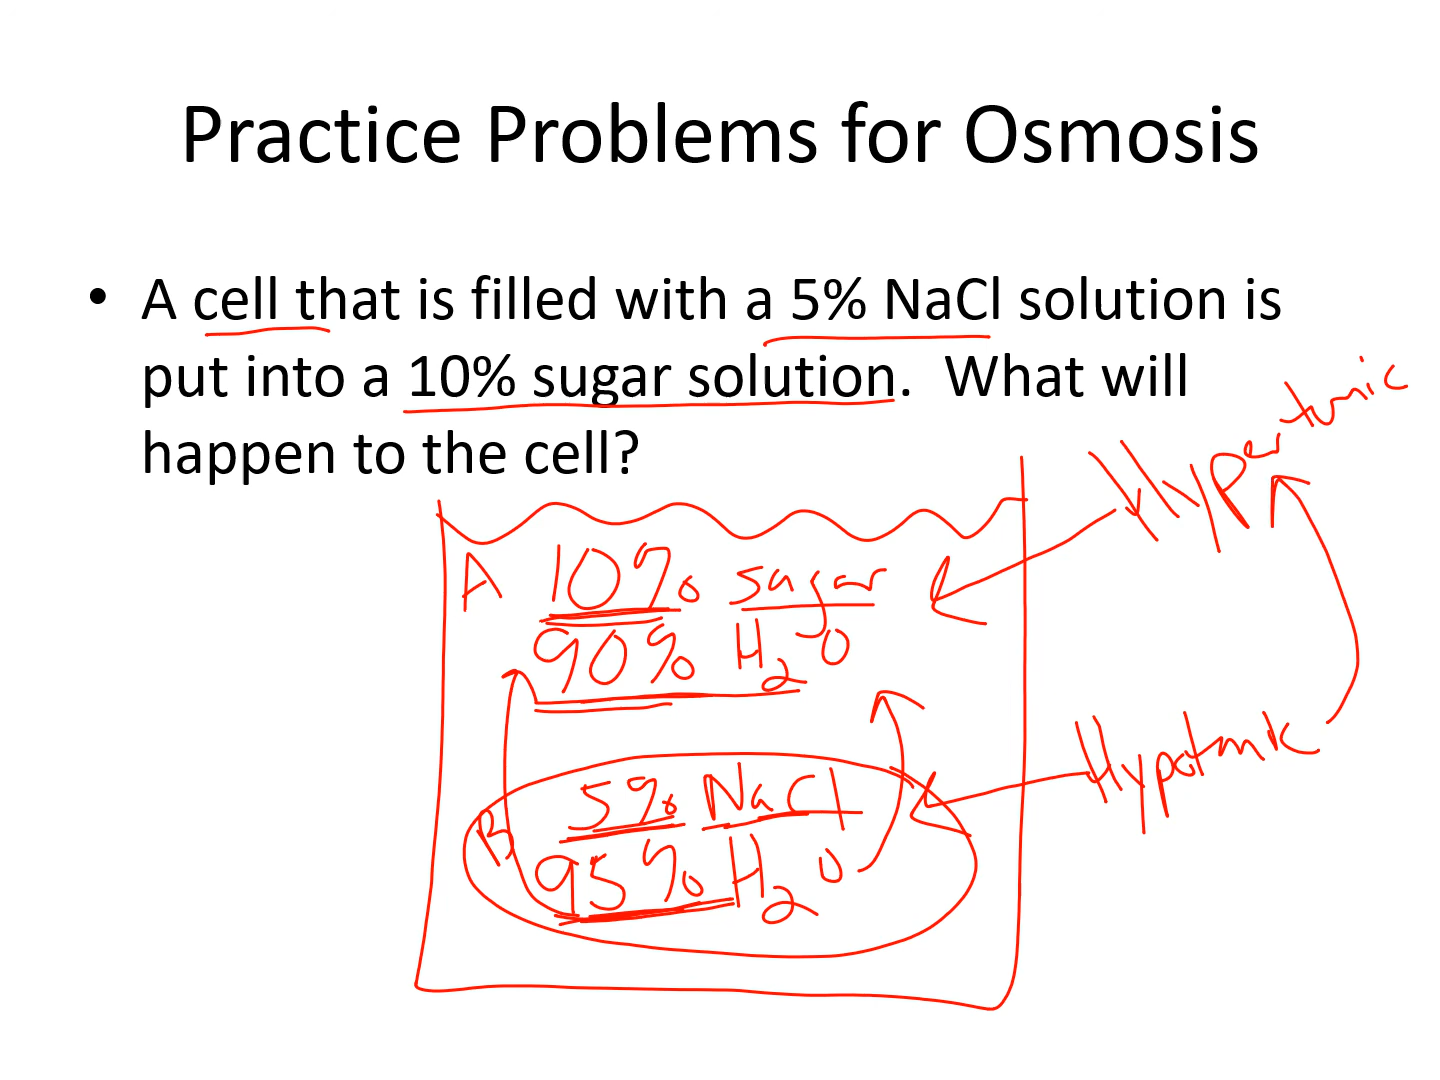 Practice Problems for Osmosis
• A cell that is filled with a 5% NaCl solution is
put into a 10% sugar solution. What will
happen to the cell?
Hypertonic
A 10% sugar
90% H2O
Hypotonic
B 5% NaCl
95% H2O